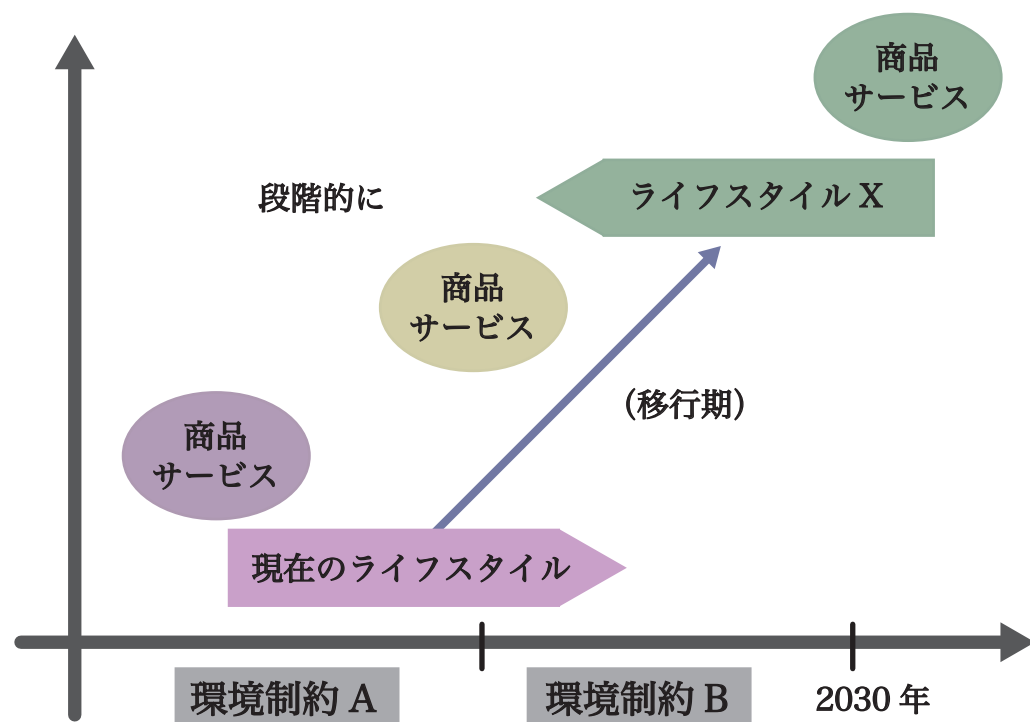 商品
サービス
ライフスタイル X
段階的に
商品
サービス
(移行期)
商品
サービス
現在のライフスタイル
環境制約 A
環境制約 B
2030 年